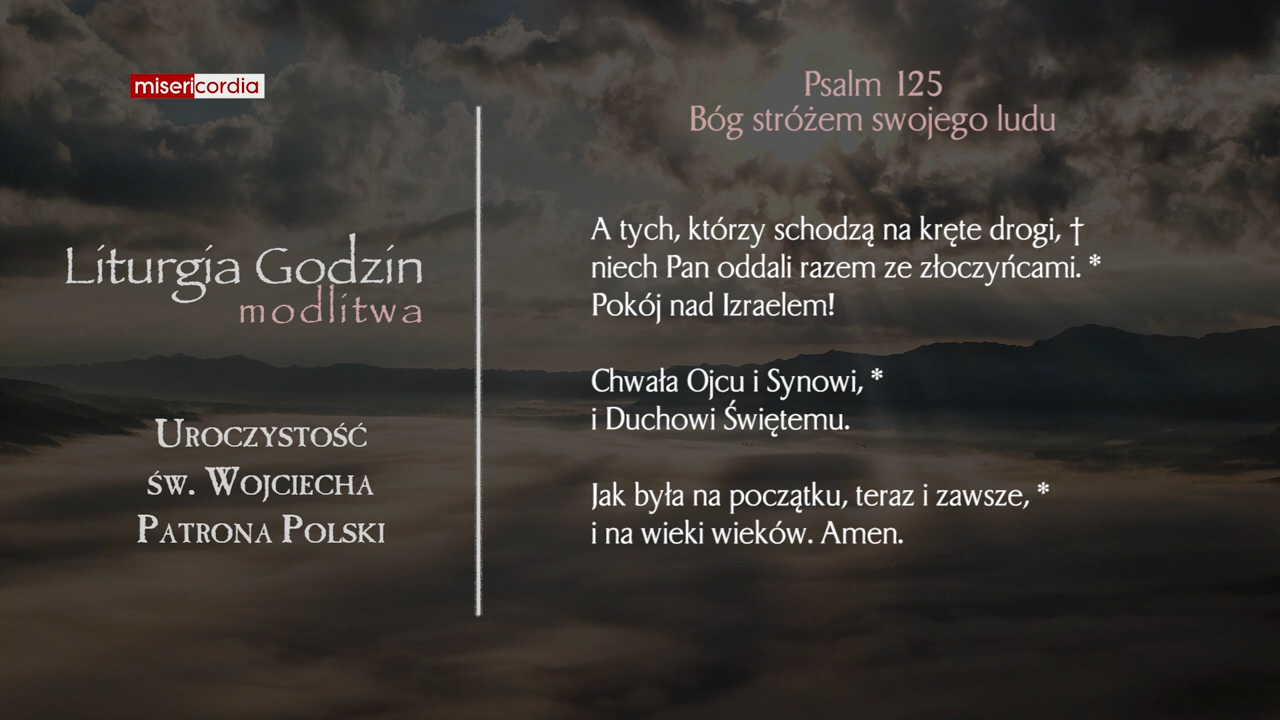 misericordia
Liturgia Godzin
modlitwa
Uroczystość
św. Wojciecha
Patrona Polski
Psalm 125
Bóg stróżem swojego ludu
A tych, którzy schodzą na kręte drogi, †
niech Pan oddali razem ze złoczyńcami. *
Pokój nad Izraelem!
Chwała Ojcu i Synowi, *
i Duchowi Świętemu.
Jak była na początku, teraz i zawsze, *
i na wieki wieków. Amen.